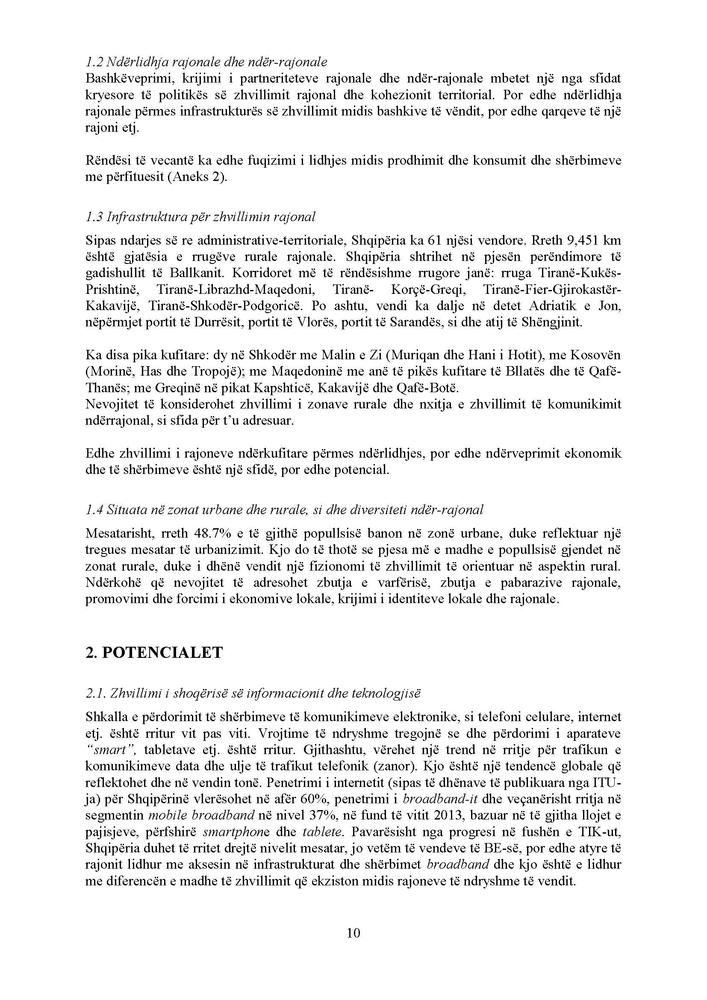 1.2 Ndërlidhja rajonale dhe ndër-rajonale
Bashkëveprimi, krijimi i partneriteteve rajonale dhe ndër-rajonale mbetet një nga sfidat
kryesore të politikës së zhvillimit rajonal dhe kohezionit territorial. Por edhe ndërlidhja
rajonale përmes infrastrukturës së zhvillimit midis bashkive të vëndit, por edhe qarqeve të një
rajoni etj.
Rëndësi të vecantë ka edhe fuqizimi i lidhjes midis prodhimit dhe konsumit dhe shërbimeve
me përfituesit (Aneks 2).
1.3 Infrastruktura për zhvillimin rajonal
Sipas ndarjes së re administrative-territoriale, Shqipëria ka 61 njësi vendore. Rreth 9,451 km
është gjatësia e rrugëve rurale rajonale. Shqipëria shtrihet në pjesën perëndimore të
gadishullit të Ballkanit. Korridoret më të rëndësishme rrugore janë: rruga Tiranë-Kukës-
Prishtinë, Tiranë-Librazhd-Maqedoni, Tiranë- Korçë-Greqi, Tiranë-Fier-Gjirokastër-
Kakavijë, Tiranë-Shkodër-Podgoricë. Po ashtu, vendi ka dalje në detet Adriatik e Jon,
nëpërmjet portit të Durrësit, portit të Vlorës, portit të Sarandës, si dhe atij të Shëngjinit.
Ka disa pika kufitare: dy në Shkodër me Malin e Zi (Muriqan dhe Hani i Hotit), me Kosovën
(Morinë, Has dhe Tropojë); me Maqedoninë me anë të pikës kufitare të Bllatës dhe të Qafë-
Thanës; me Greqinë në pikat Kapshticë, Kakavijë dhe Qafë-Botë.
Nevojitet të konsiderohet zhvillimi i zonave rurale dhe nxitja e zhvillimit të komunikimit
ndërrajonal, si sfida për t’u adresuar.
Edhe zhvillimi i rajoneve ndërkufitare përmes ndërlidhjes, por edhe ndërveprimit ekonomik
dhe të shërbimeve është një sfidë, por edhe potencial.
1.4 Situata në zonat urbane dhe rurale, si dhe diversiteti ndër-rajonal
Mesatarisht, rreth 48.7% e të gjithë popullsisë banon në zonë urbane, duke reflektuar një
tregues mesatar të urbanizimit. Kjo do të thotë se pjesa më e madhe e popullsisë gjendet në
zonat rurale, duke i dhënë vendit një fizionomi të zhvillimit të orientuar në aspektin rural.
Ndërkohë që nevojitet të adresohet zbutja e varfërisë, zbutja e pabarazive rajonale,
promovimi dhe forcimi i ekonomive lokale, krijimi i identiteve lokale dhe rajonale.
2. POTENCIALET
2.1. Zhvillimi i shoqërisë së informacionit dhe teknologjisë
Shkalla e përdorimit të shërbimeve të komunikimeve elektronike, si telefoni celulare, internet
etj. është rritur vit pas viti. Vrojtime të ndryshme tregojnë se dhe përdorimi i aparateve
“smart”, tabletave etj. është rritur. Gjithashtu, vërehet një trend në rritje për trafikun e
komunikimeve data dhe ulje të trafikut telefonik (zanor). Kjo është një tendencë globale që
reflektohet dhe në vendin tonë. Penetrimi i internetit (sipas të dhënave të publikuara nga ITU-
ja) për Shqipërinë vlerësohet në afër 60%, penetrimi i broadband-it dhe veçanërisht rritja në
segmentin mobile broadband në nivel 37%, në fund të vitit 2013, bazuar në të gjitha llojet e
pajisjeve, përfshirë smartphone dhe tablete. Pavarësisht nga progresi në fushën e TIK-ut,
Shqipëria duhet të rritet drejtë nivelit mesatar, jo vetëm të vendeve të BE-së, por edhe atyre të
rajonit lidhur me aksesin në infrastrukturat dhe shërbimet broadband dhe kjo është e lidhur
me diferencën e madhe të zhvillimit që ekziston midis rajoneve të ndryshme të vendit.
10